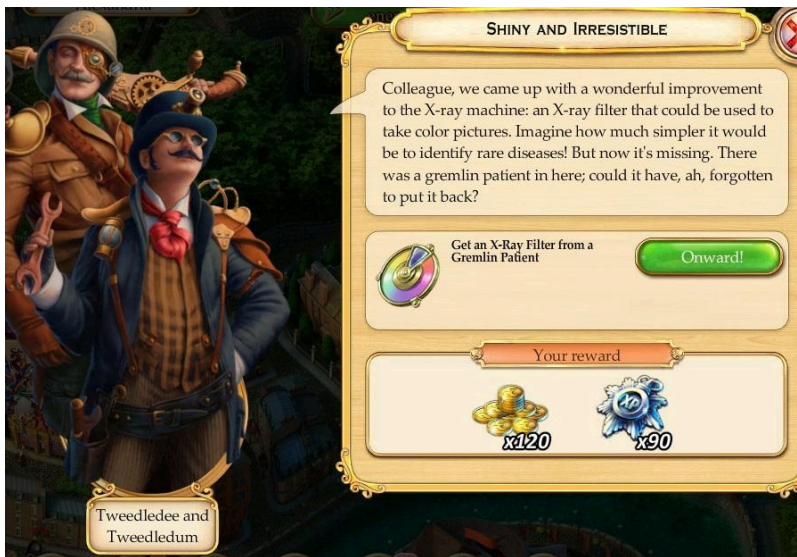 SHINY AND IRRESISTIBLE
Colleague, we came up with a wonderful improvement
to the X-ray machine: an X-ray filter that could be used to
take color pictures. Imagine how much simpler it would
be to identify rare diseases! But now it's missing. There
was a gremlin patient in here; could it have, ah, forgotten
to put it back?
Get an X-Ray Filter from a
Gremlin Patient
Onward!
Your reward
XP
x120
x90
Tweedledee and
Tweedledum